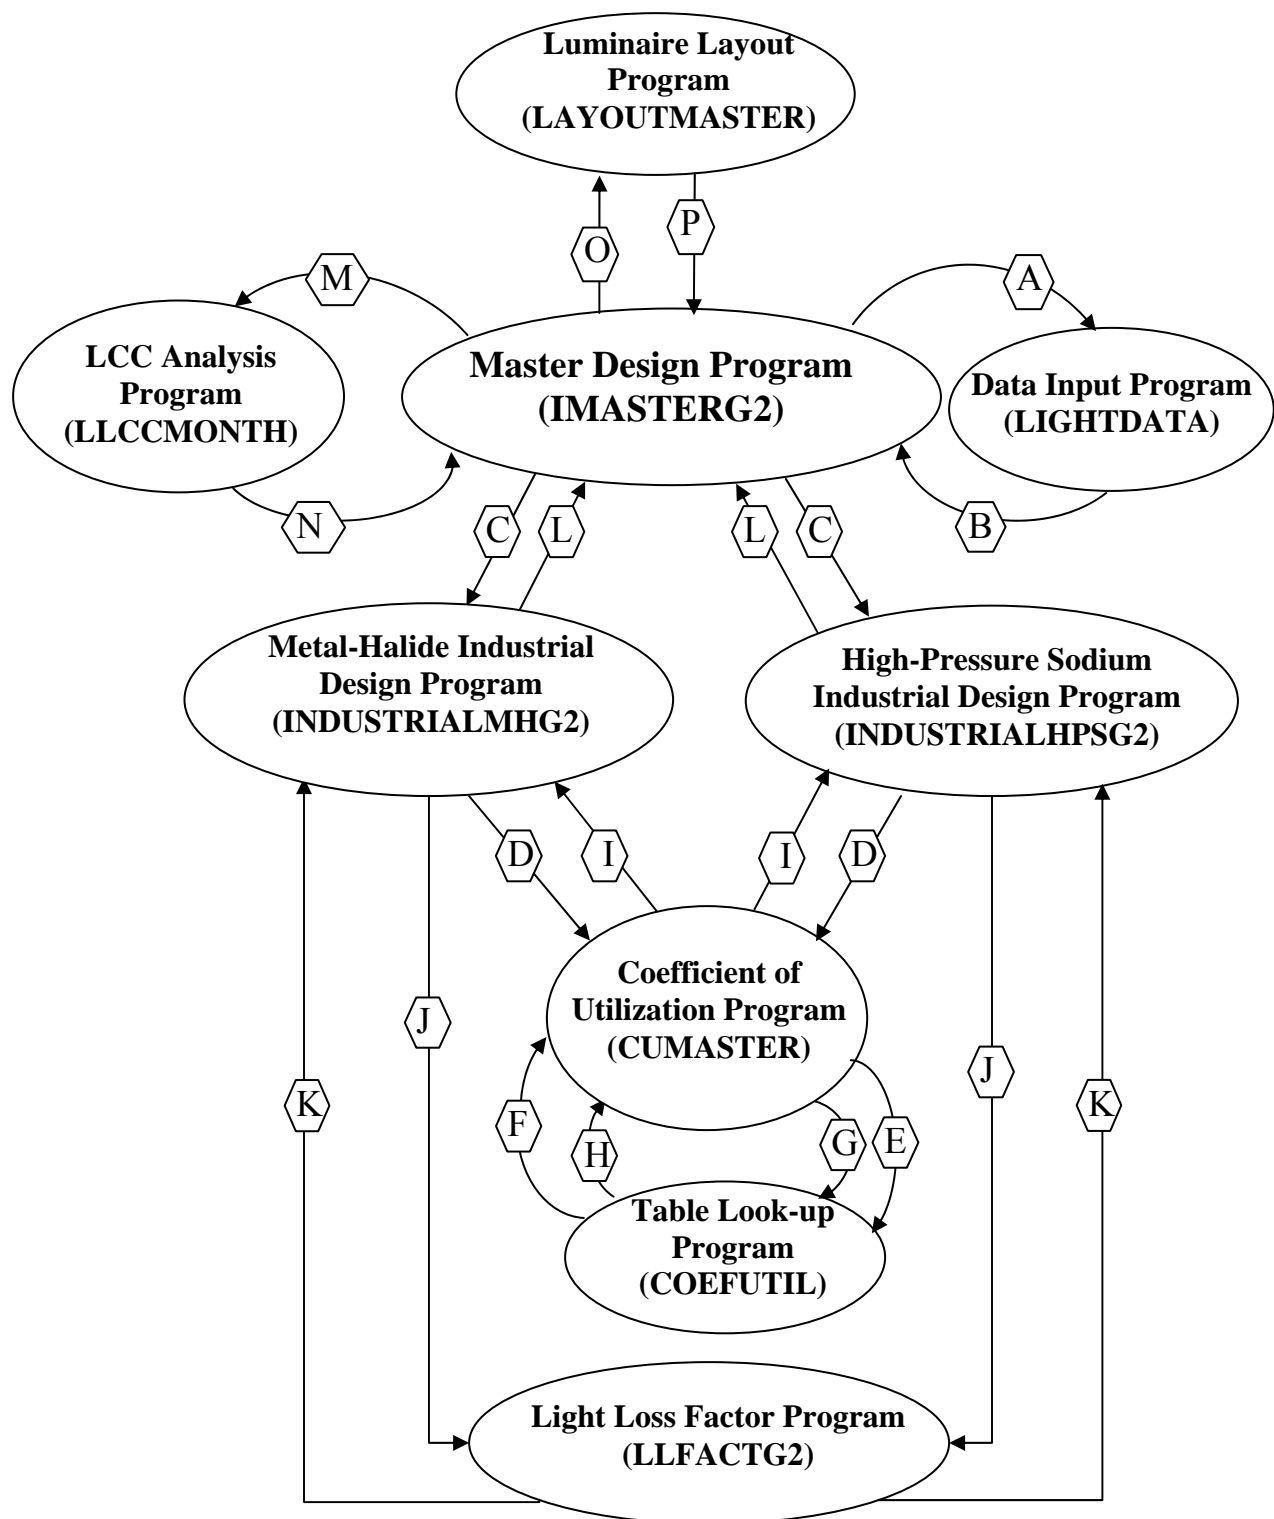 Luminaire Layout
Program
(LAYOUTMASTER)
O
P
M
A
LCC Analysis
Program
(LLCCMONTH)
Master Design Program
(IMASTERG2)
Data Input Program
(LIGHTDATA)
N
C
L
L
C
B
Metal-Halide Industrial
Design Program
(INDUSTRIALMHG2)
High-Pressure Sodium
Industrial Design Program
(INDUSTRIALHPSG2)
D
I
I
D
Coefficient of
Utilization Program
(CUMASTER)
J
J
K
K
F
H
G
E
Table Look-up
Program
(COEFUTIL)
Light Loss Factor Program
(LLFACTG2)